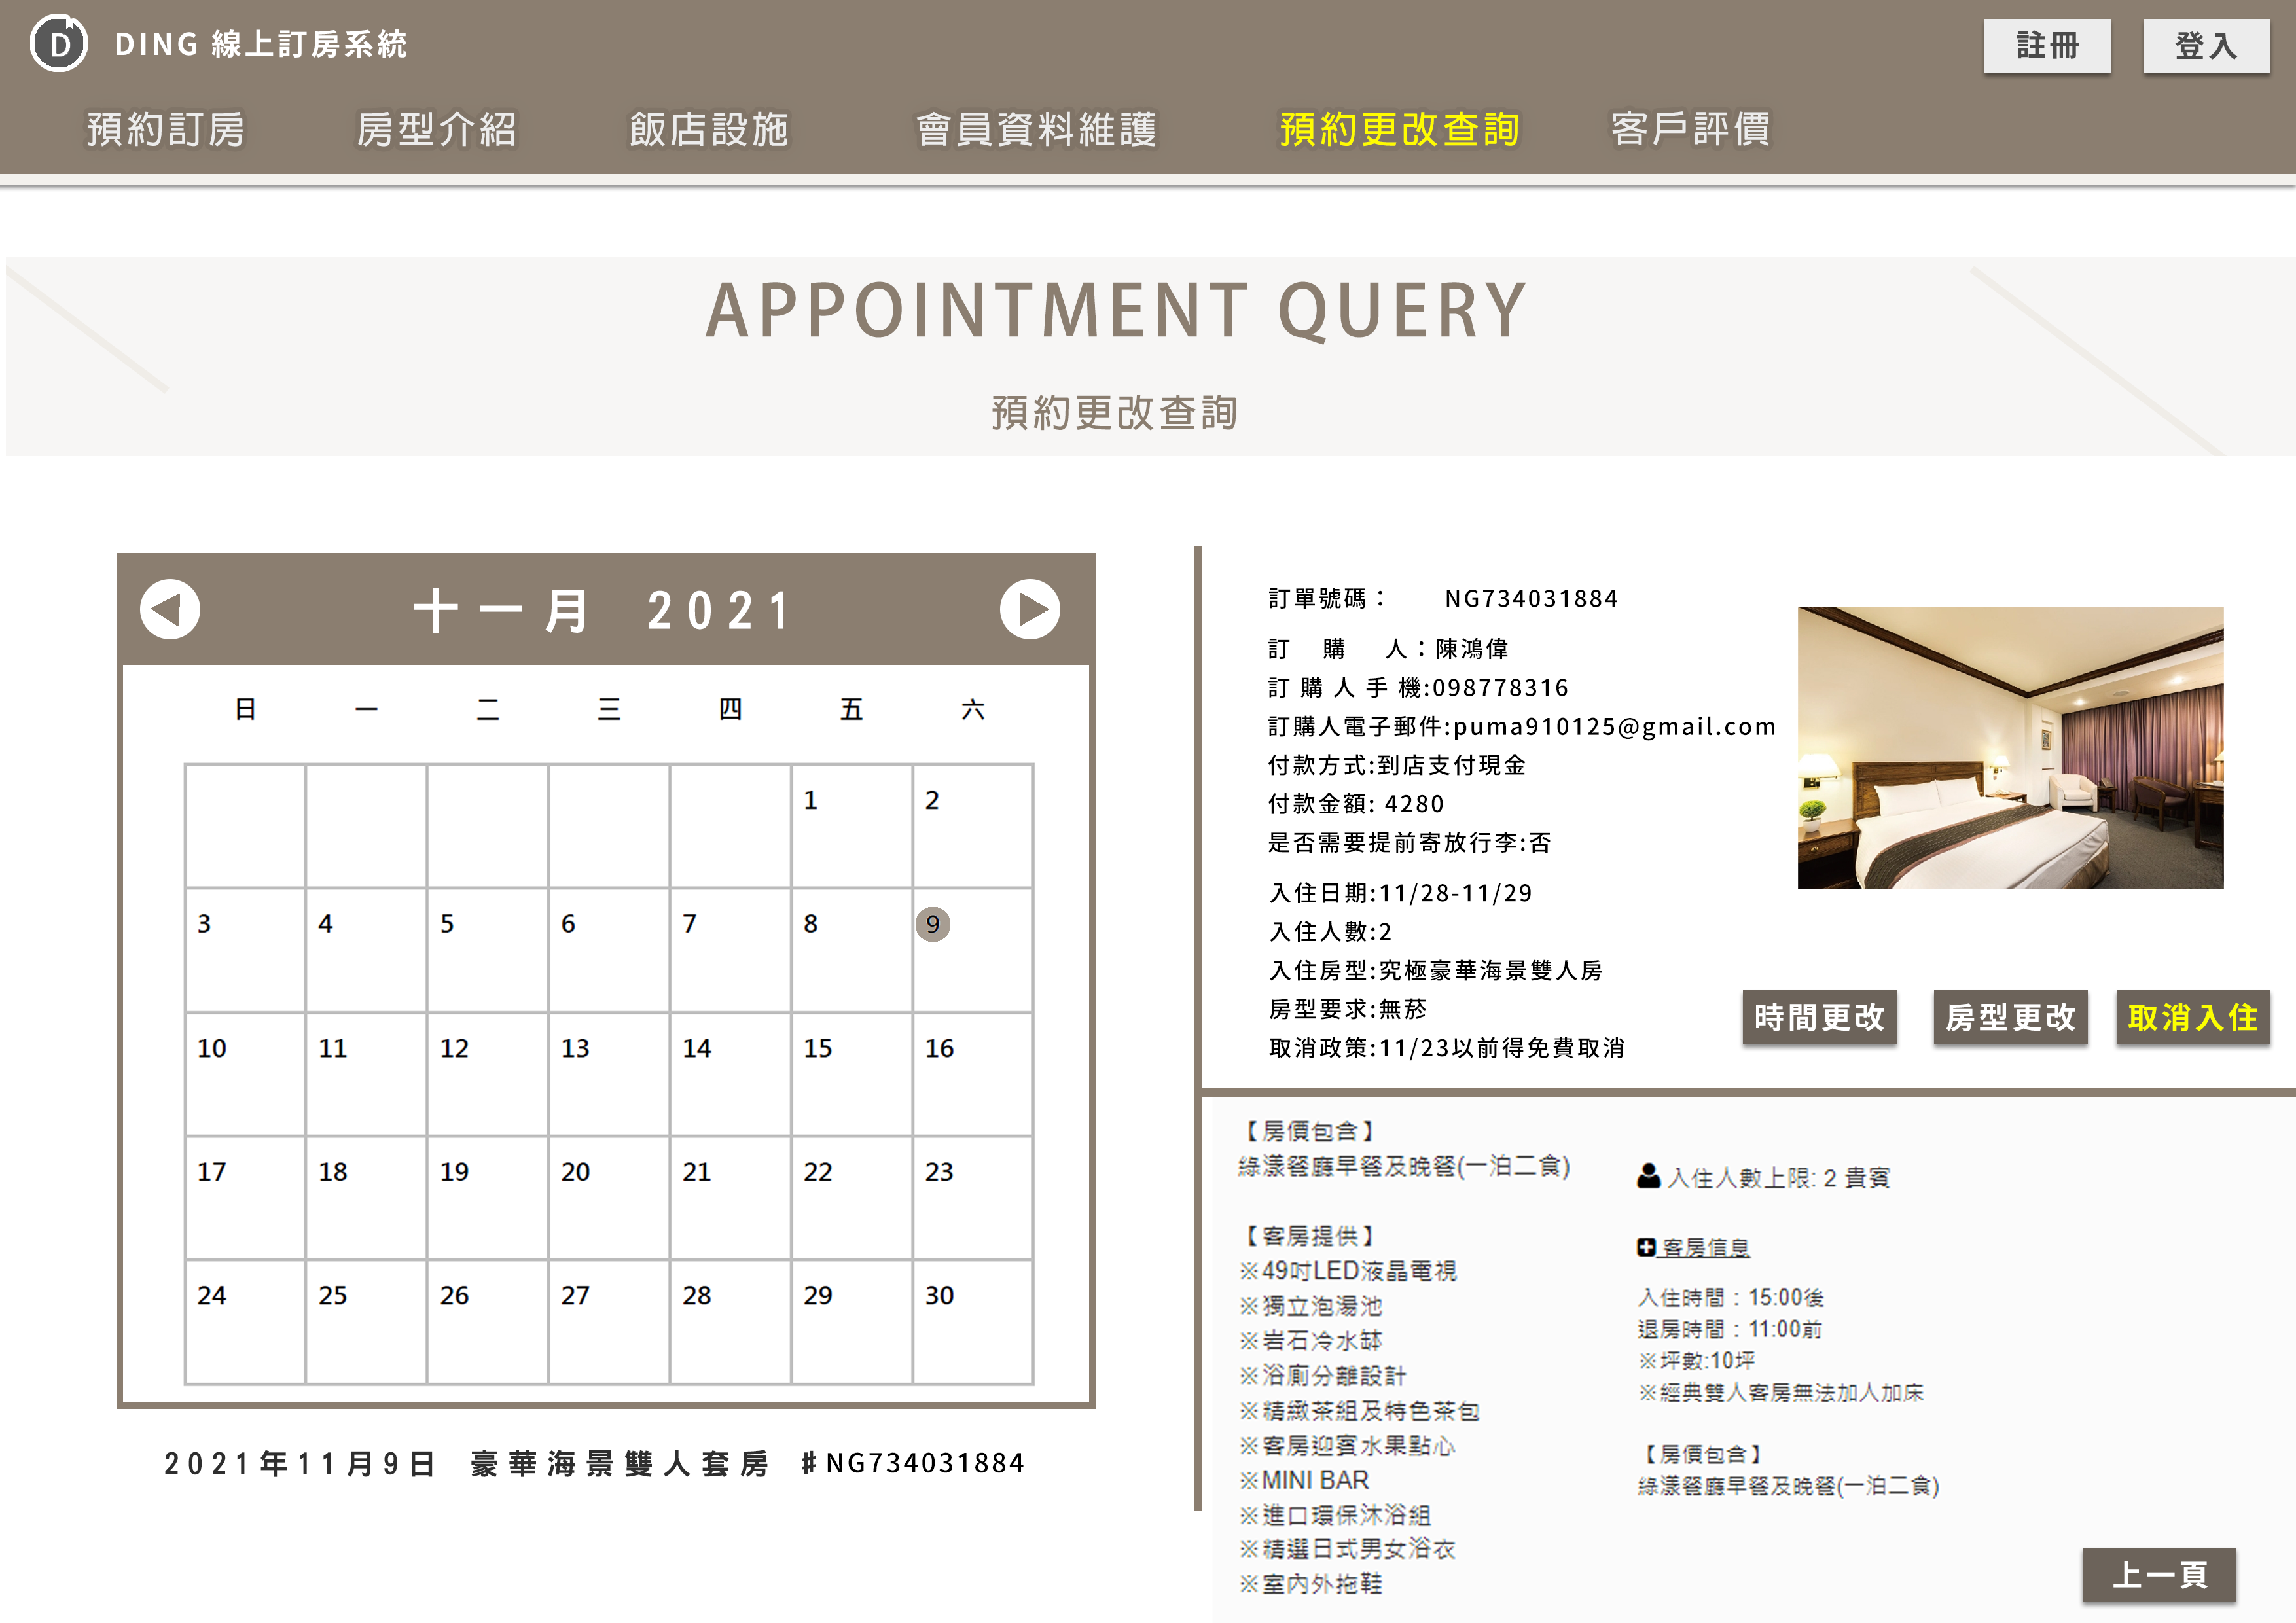 D DING 線上訂房系統
註冊 登入
預約訂房 房型介紹 飯店設施 會員資料維護 預約更改查詢 客戶評價
APPOINTMENT QUERY
預約更改查詢
十一月 2021
日 一 二 三 四 五 六
1 2
3 4 5 6 7 8 9
10 11 12 13 14 15 16
17 18 19 20 21 22 23
24 25 26 27 28 29 30
2021年11月9日 豪華海景雙人套房 #NG734031884
訂單號碼： NG734031884
訂 購 人：陳鴻偉
訂 購 人 手 機:098778316
訂購人電子郵件:puma910125@gmail.com
付款方式:到店支付現金
付款金額: 4280
是否需要提前寄放行李:否
入住日期:11/28-11/29
入住人數:2
入住房型:究極豪華海景雙人房
房型要求:無菸
取消政策:11/23以前得免費取消
時間更改 房型更改 取消入住
【房價包含】
綠漾餐廳早餐及晚餐(一泊二食)
【客房提供】
※49吋LED液晶電視
※獨立泡湯池
※岩石冷水缽
※浴廁分離設計
※精緻茶組及特色茶包
※客房迎賓水果點心
※MINI BAR
※進口環保沐浴組
※精選日式男女浴衣
※室內外拖鞋
入住人數上限: 2 貴賓
客房信息
入住時間：15:00後
退房時間：11:00前
※坪數:10坪
※經典雙人客房無法加人加床
【房價包含】
綠漾餐廳早餐及晚餐(一泊二食)
上一頁